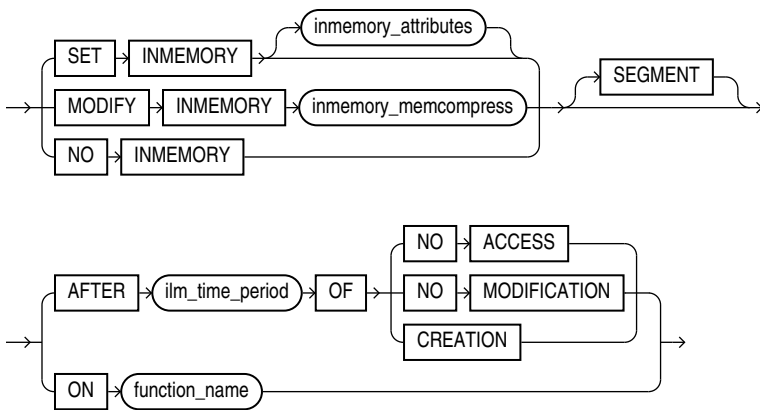 inmemory_attributes
SET INMEMORY SEGMENT
MODIFY INMEMORY inmemory_memcompress
NO INMEMORY
NO ACCESS
AFTER ilm_time_period OF NO MODIFICATION
CREATION
ON function_name